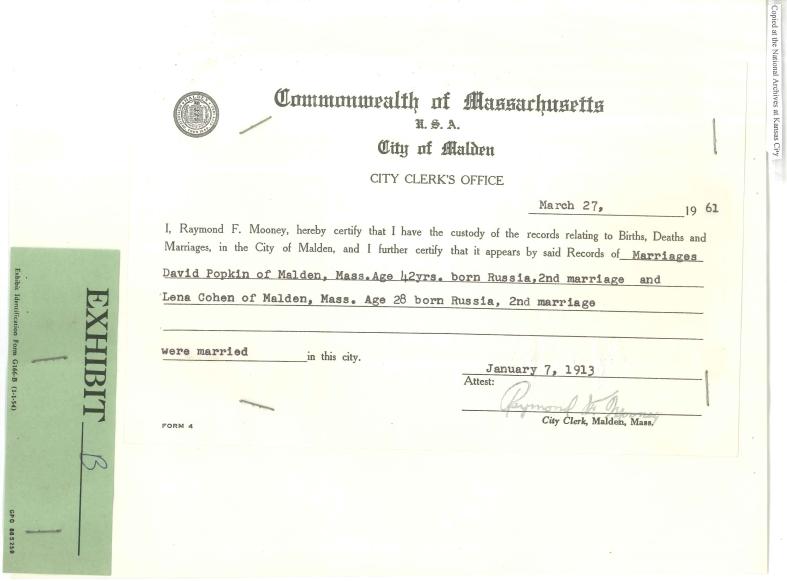 Copied at the National Archives at Kansas City
Commonwealth of Massachusetts
U. S. A.
City of Malden
CITY CLERK'S OFFICE
March 27, 19 61
I, Raymond F. Mooney, hereby certify that I have the custody of the records relating to Births, Deaths and
Marriages, in the City of Malden, and I further certify that it appears by said Records of Marriages
David Popkin of Malden, Mass.Age 42yrs. born Russia,2nd marriage and
Lena Cohen of Malden, Mass. Age 28 born Russia, 2nd marriage
were married in this city.
January 7, 1913
Attest:
Raymond F. Mooney
City Clerk, Malden, Mass.
FORM 4
EXHIBIT B
Exhibit Identification Form G166-B (1-1-54)
GPO 885259